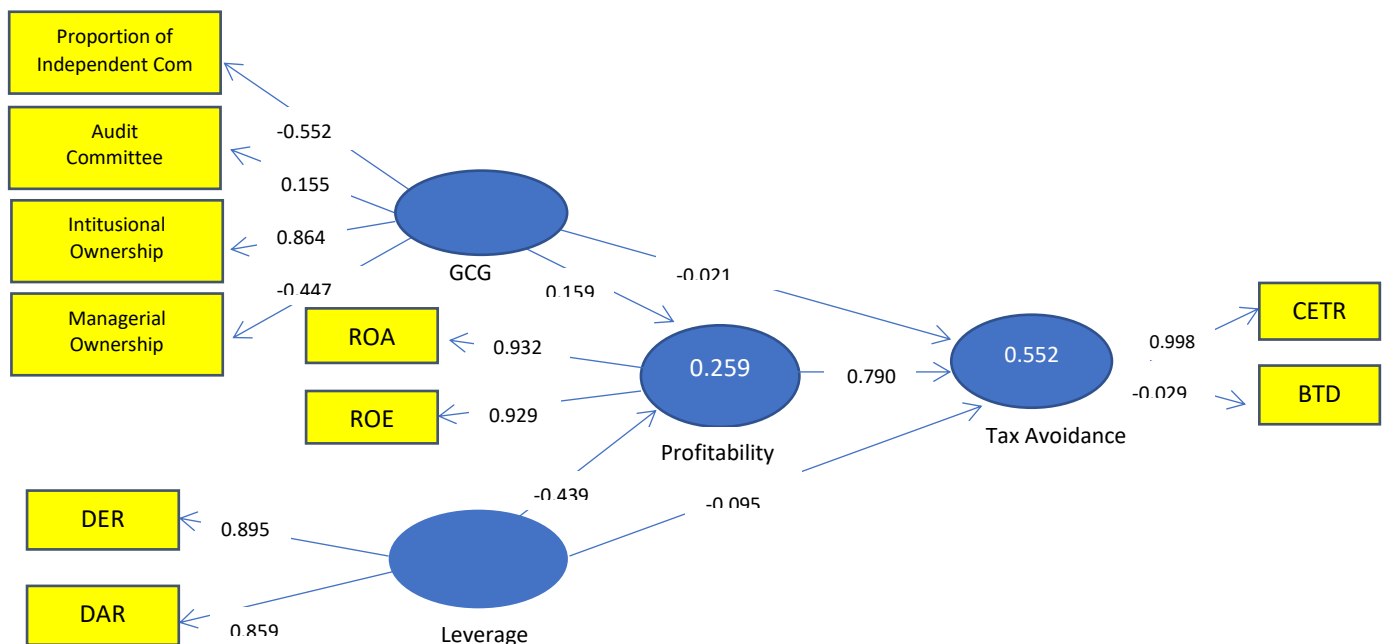 Proportion of
Independent Com
Audit
Committee
Intitusional
Ownership
Managerial
Ownership
-0.552
0.155
0.864
-0.447
GCG
0.159
-0.021
ROA
0.932
ROE
0.929
0.259
Profitability
0.790
0.552
Tax Avoidance
0.998
CETR
-0.029
BTD
-0.439
-0.095
DER
0.895
DAR
0.859
Leverage